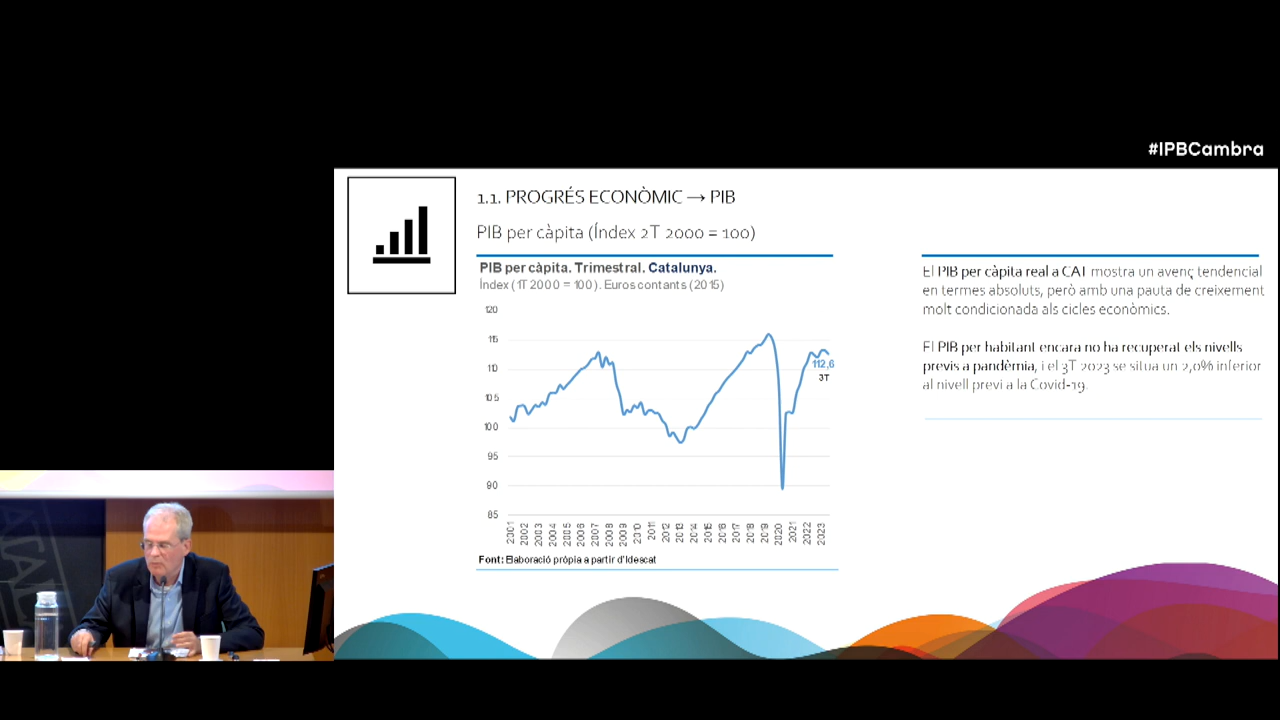 #IPBCambra
1.1. PROGRÉS ECONÒMIC → PIB
PIB per càpita (Índex 2T 2000 = 100)
PIB per càpita. Trimestral. Catalunya.
Índex (1T 2000 = 100). Euros contants (2015)
120
115
110
105
100
95
90
85
112,6
3T
2001 2002 2003 2004 2005 2006 2007 2008 2009 2010 2011 2012 2013 2014 2015 2016 2017 2018 2019 2020 2021 2022 2023
Font: Elaboració pròpia a partir d'Idescat
El PIB per càpita real a CAT mostra un avenç tendencial
en termes absoluts, però amb una pauta de creixement
molt condicionada als cicles econòmics.
El PIB per habitant encara no ha recuperat els nivells
previs a pandèmia, i el 3T 2023 se situa un 2,0% inferior
al nivell previ a la Covid-19.